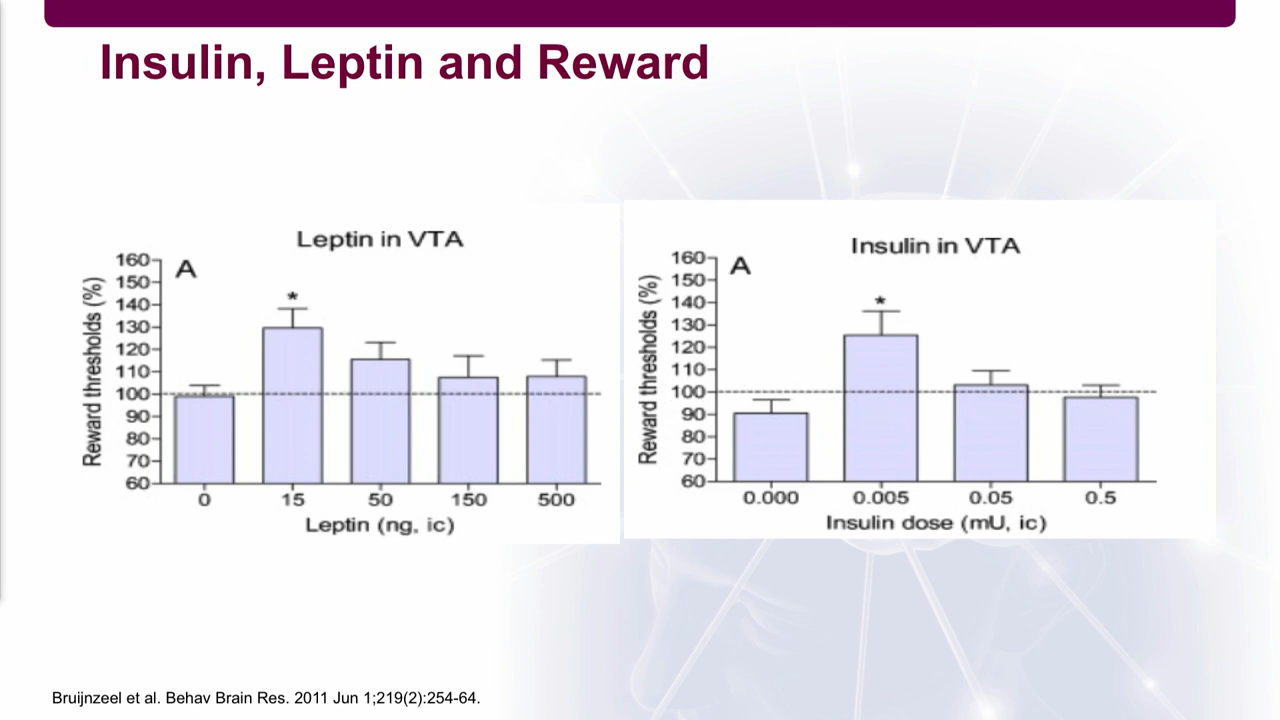 Insulin, Leptin and Reward
Leptin in VTA
A
*
Reward thresholds (%)
160
150
140
130
120
110
100
90
80
70
60
0 15 50 150 500
Leptin (ng, ic)
Insulin in VTA
A
*
Reward thresholds (%)
160
150
140
130
120
110
100
90
80
70
60
0.000 0.005 0.05 0.5
Insulin dose (mU, ic)
Bruijnzeel et al. Behav Brain Res. 2011 Jun 1;219(2):254-64.